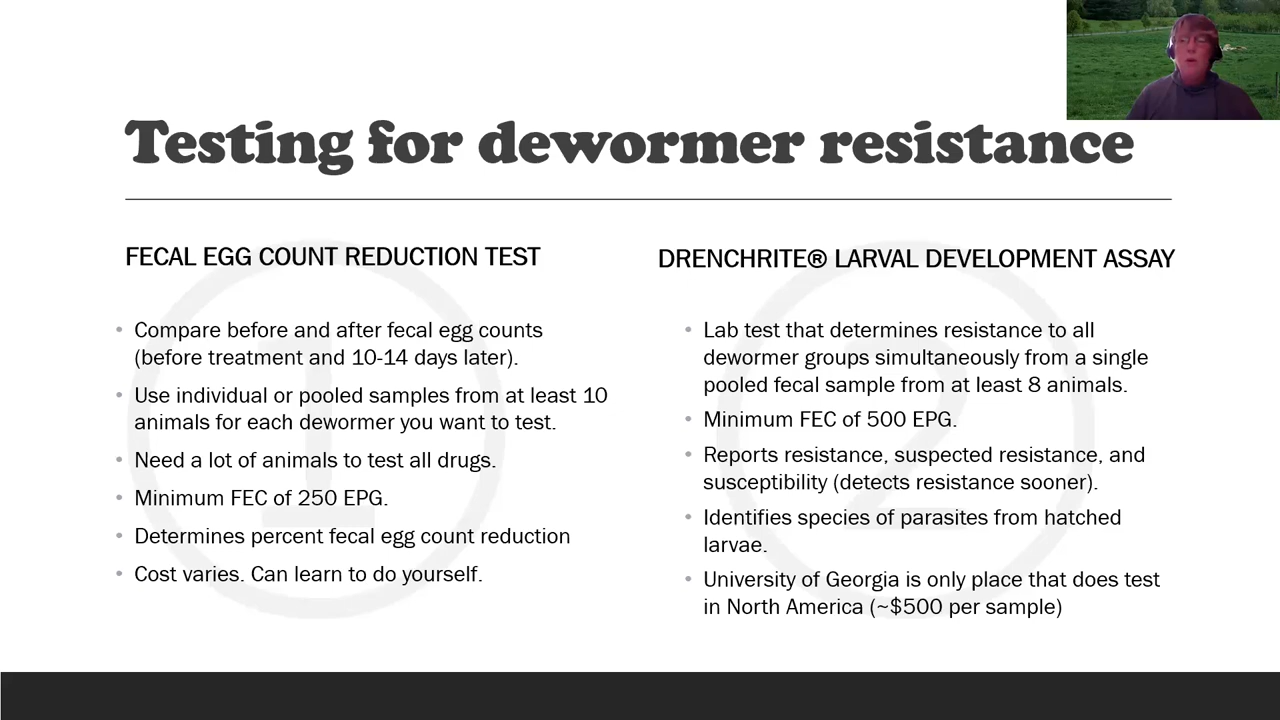 Testing for dewormer resistance
FECAL EGG COUNT REDUCTION TEST
• Compare before and after fecal egg counts
(before treatment and 10-14 days later).
• Use individual or pooled samples from at least 10
animals for each dewormer you want to test.
• Need a lot of animals to test all drugs.
• Minimum FEC of 250 EPG.
• Determines percent fecal egg count reduction
• Cost varies. Can learn to do yourself.
1
DRENCHRITE® LARVAL DEVELOPMENT ASSAY
• Lab test that determines resistance to all
dewormer groups simultaneously from a single
pooled fecal sample from at least 8 animals.
• Minimum FEC of 500 EPG.
• Reports resistance, suspected resistance, and
susceptibility (detects resistance sooner).
• Identifies species of parasites from hatched
larvae.
• University of Georgia is only place that does test
in North America (~$500 per sample)
2